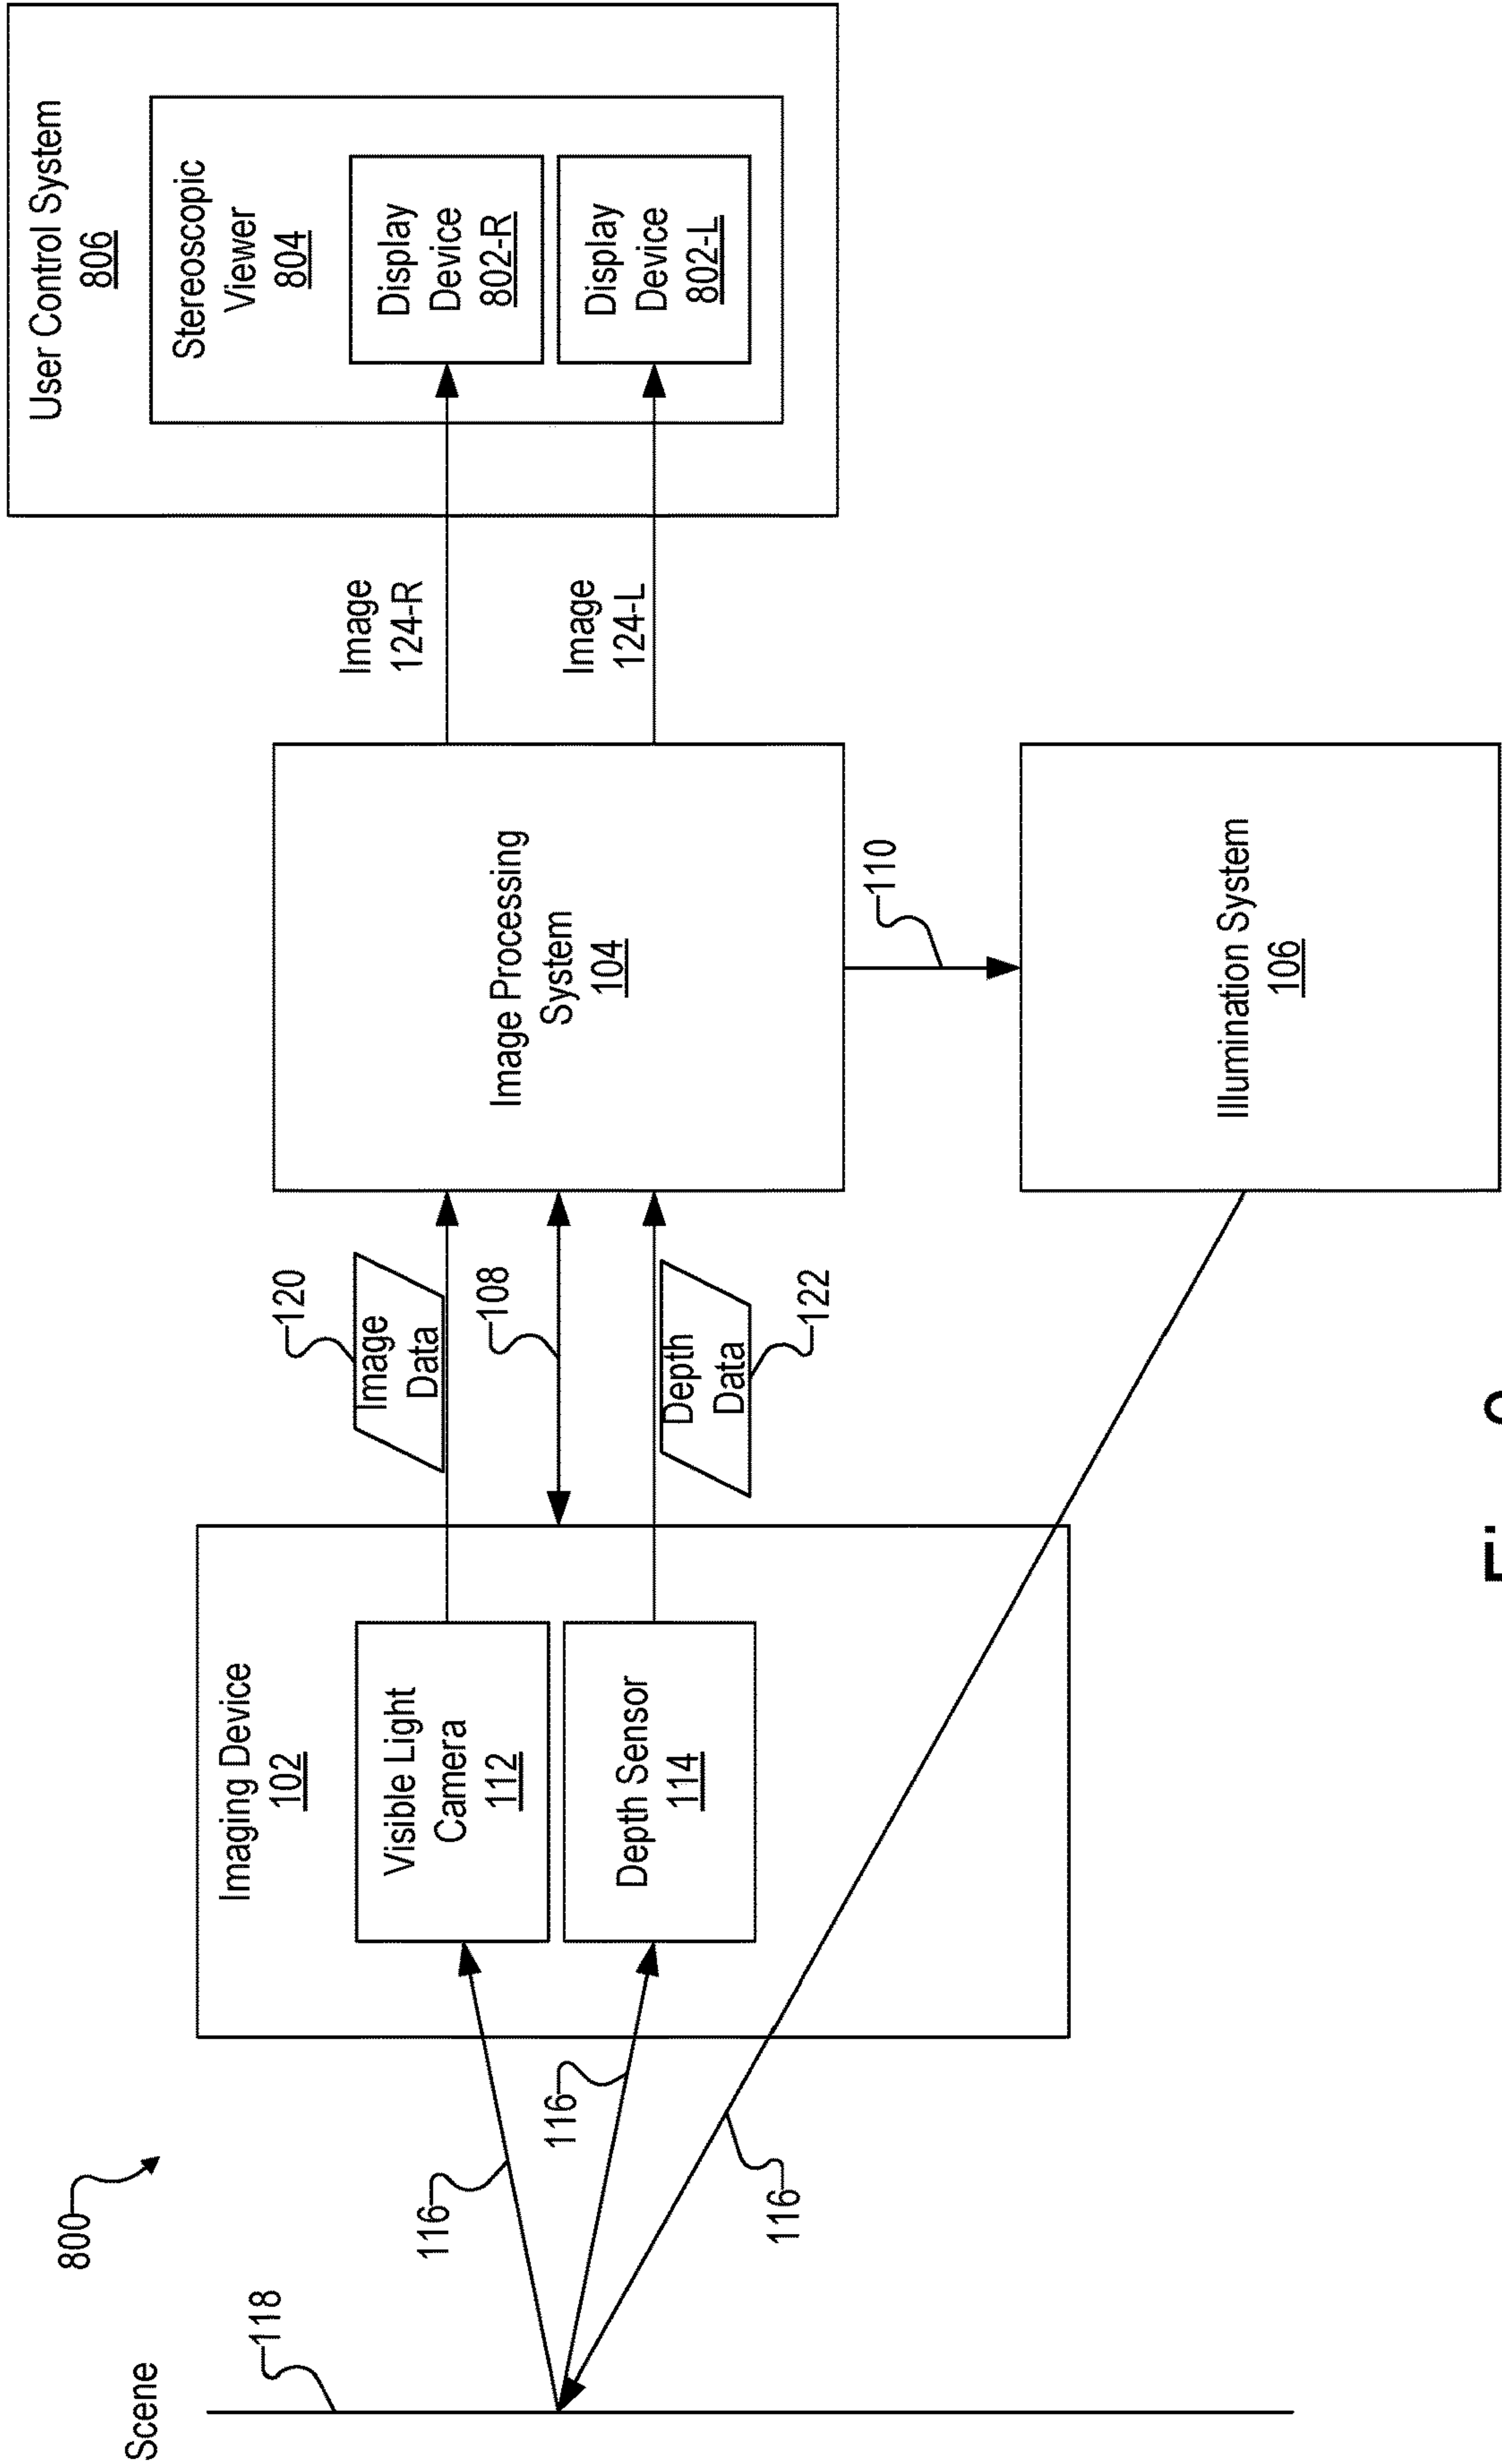 800
Scene
118
116
116
116
Imaging Device
102
Visible Light
Camera
112
Depth Sensor
114
120
Image
Data
108
Depth
Data
122
Image Processing
System
104
110
Illumination System
106
Image
124-R
Image
124-L
User Control System
806
Stereoscopic
Viewer
804
Display
Device
802-R
Display
Device
802-L